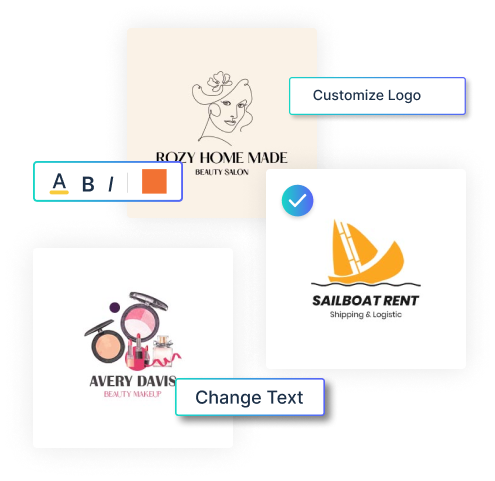 Customize Logo
ROZY HOME MADE
BEAUTY SALON
A B I
SAILBOAT RENT
Shipping & Logistic
AVERY DAVIS
BEAUTY MAKEUP
Change Text